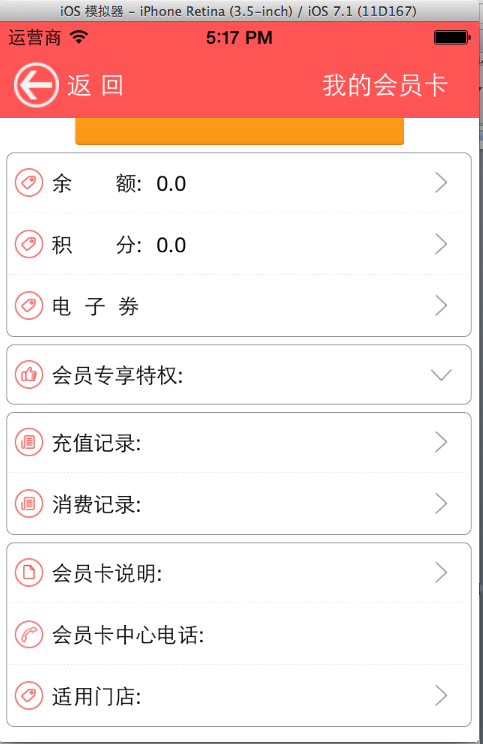 iOS 模拟器 - iPhone Retina (3.5-inch) / iOS 7.1 (11D167)
运营商 5:17 PM
返 回 我的会员卡
余 额: 0.0
积 分: 0.0
电 子 劵
会员专享特权:
充值记录:
消费记录:
会员卡说明:
会员卡中心电话:
适用门店: